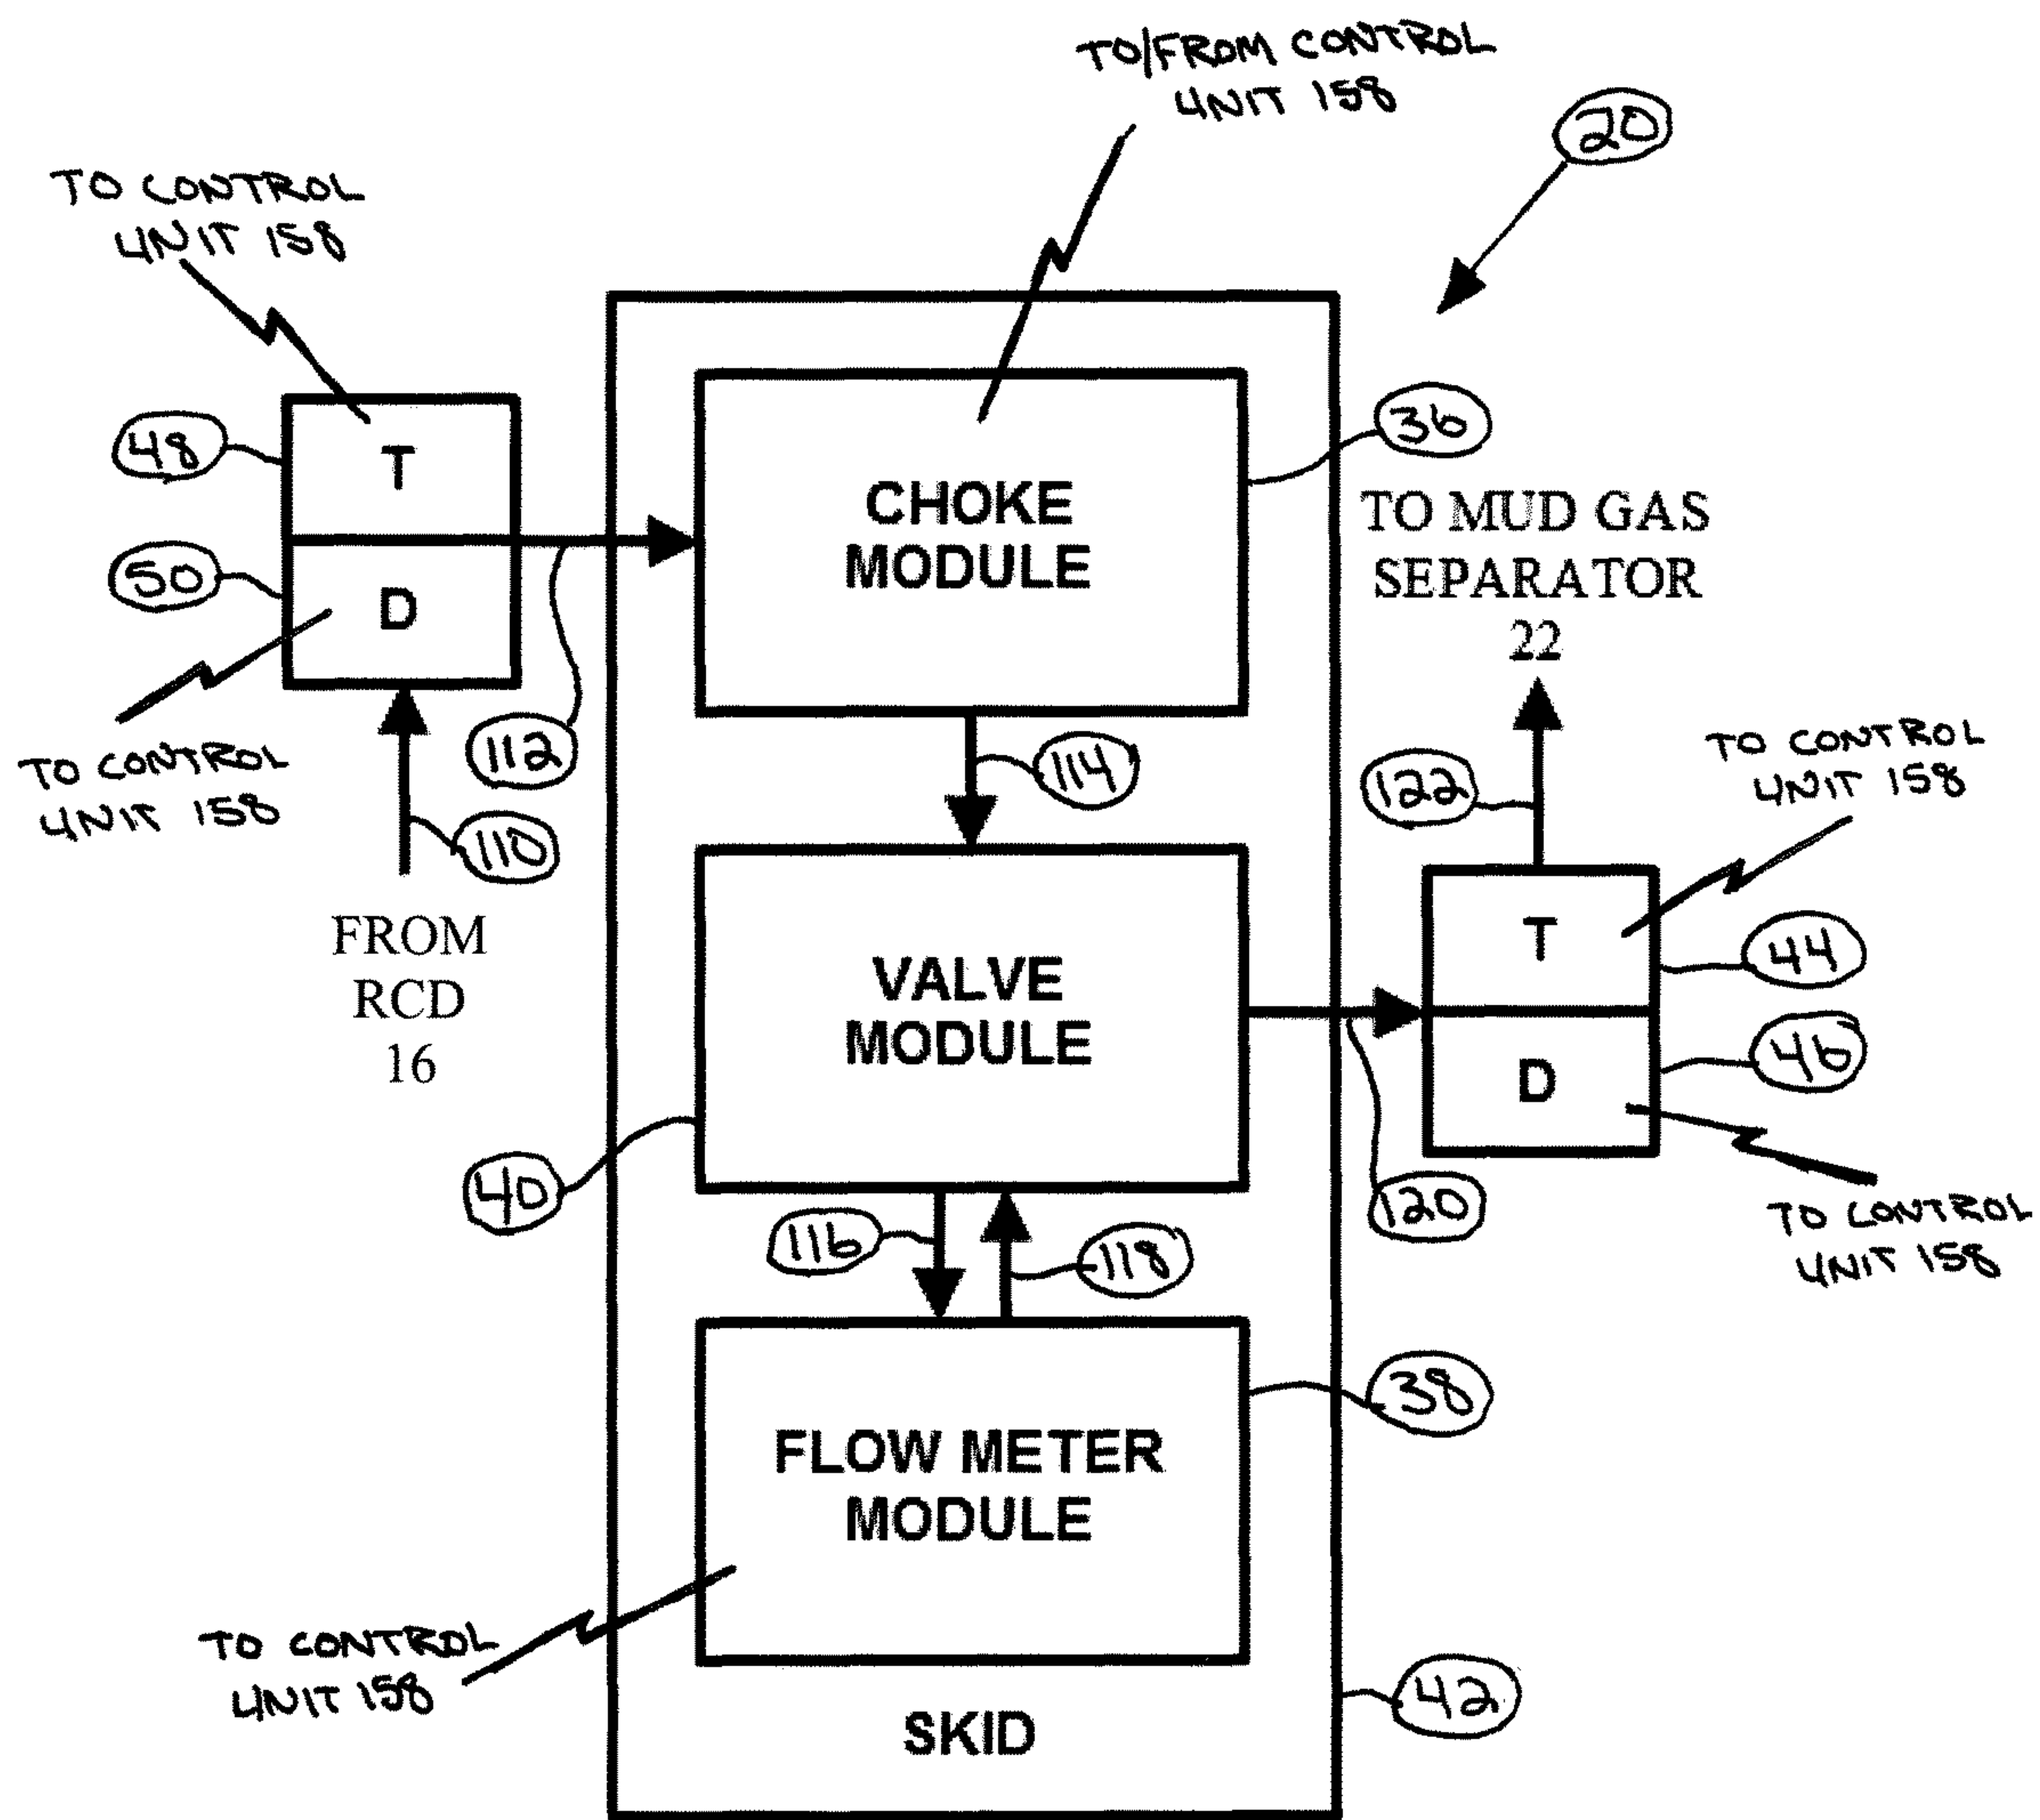 TO/FROM CONTROL
UNIT 158
20
TO CONTROL
UNIT 158
48
T
50
D
CHOKE
MODULE
36
TO MUD GAS
SEPARATOR
22
TO CONTROL
UNIT 158
112
110
FROM
RCD
16
114
122
TO CONTROL
UNIT 158
VALVE
MODULE
T
44
D
46
40
120
TO CONTROL
UNIT 158
116
118
FLOW METER
MODULE
38
TO CONTROL
UNIT 158
SKID
42